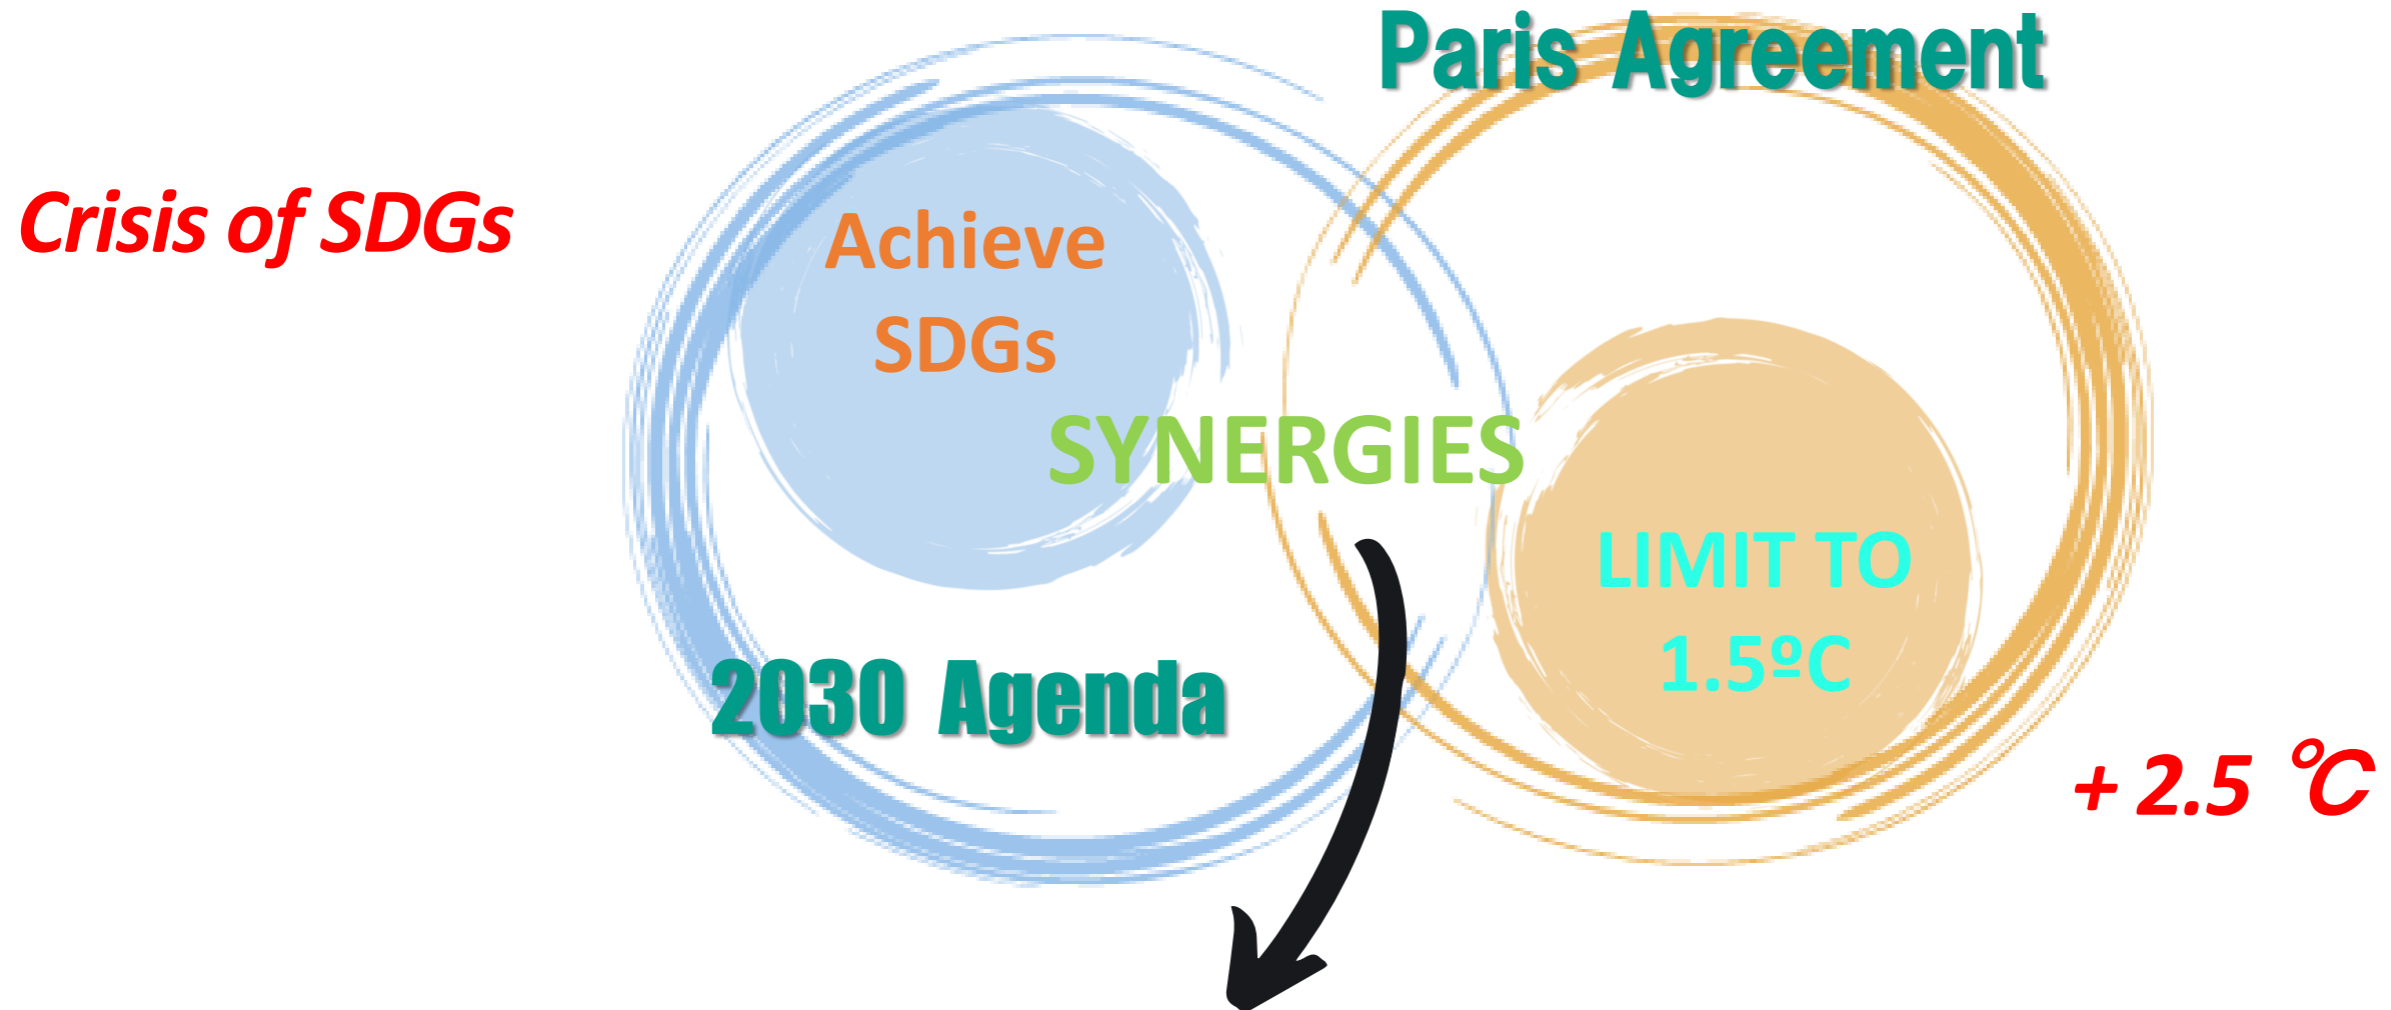 Paris Agreement
Crisis of SDGs
Achieve
SDGs
SYNERGIES
LIMIT TO
1.5ºC
2030 Agenda
+ 2.5 ℃